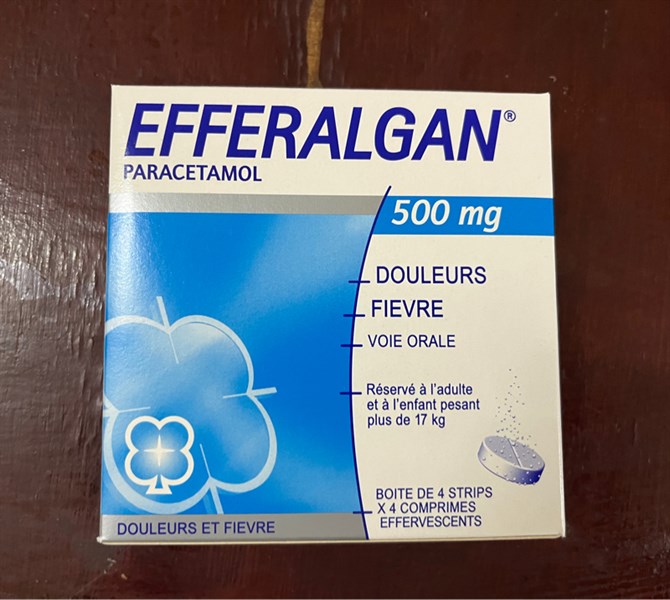 EFFERALGAN®
PARACETAMOL
500 mg
DOULEURS
FIEVRE
VOIE ORALE
Réservé à l'adulte
et à l'enfant pesant
plus de 17 kg
BOITE DE 4 STRIPS
X 4 COMPRIMES
EFFERVESCENTS
DOULEURS ET FIEVRE